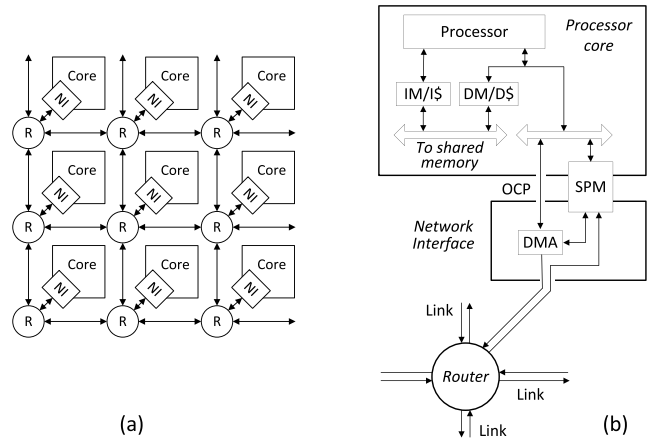 Core
NI
R
Core
NI
R
Core
NI
R
Core
NI
R
Core
NI
R
Core
NI
R
Core
NI
R
Core
NI
R
Core
NI
R
(a)
Processor
Processor core
IM/I$
DM/D$
To shared
memory
OCP
SPM
Network
Interface
DMA
Link
Router
Link
Link
(b)